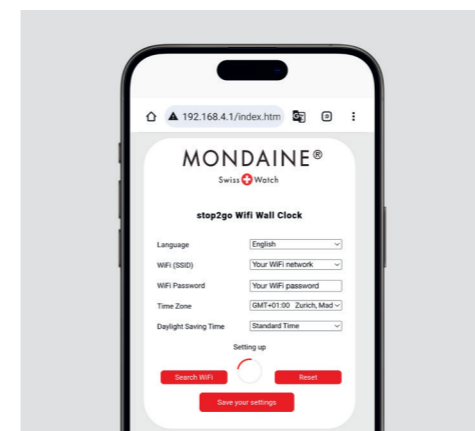 192.168.4.1/index.htm
MONDAINE®
Swiss Watch
stop2go Wifi Wall Clock
Language English
WiFi (SSID) Your WiFi network
WiFi Password Your WiFi password
Time Zone GMT+01:00 Zurich, Mad
Daylight Saving Time Standard Time
Setting up
Search WiFi Reset
Save your settings